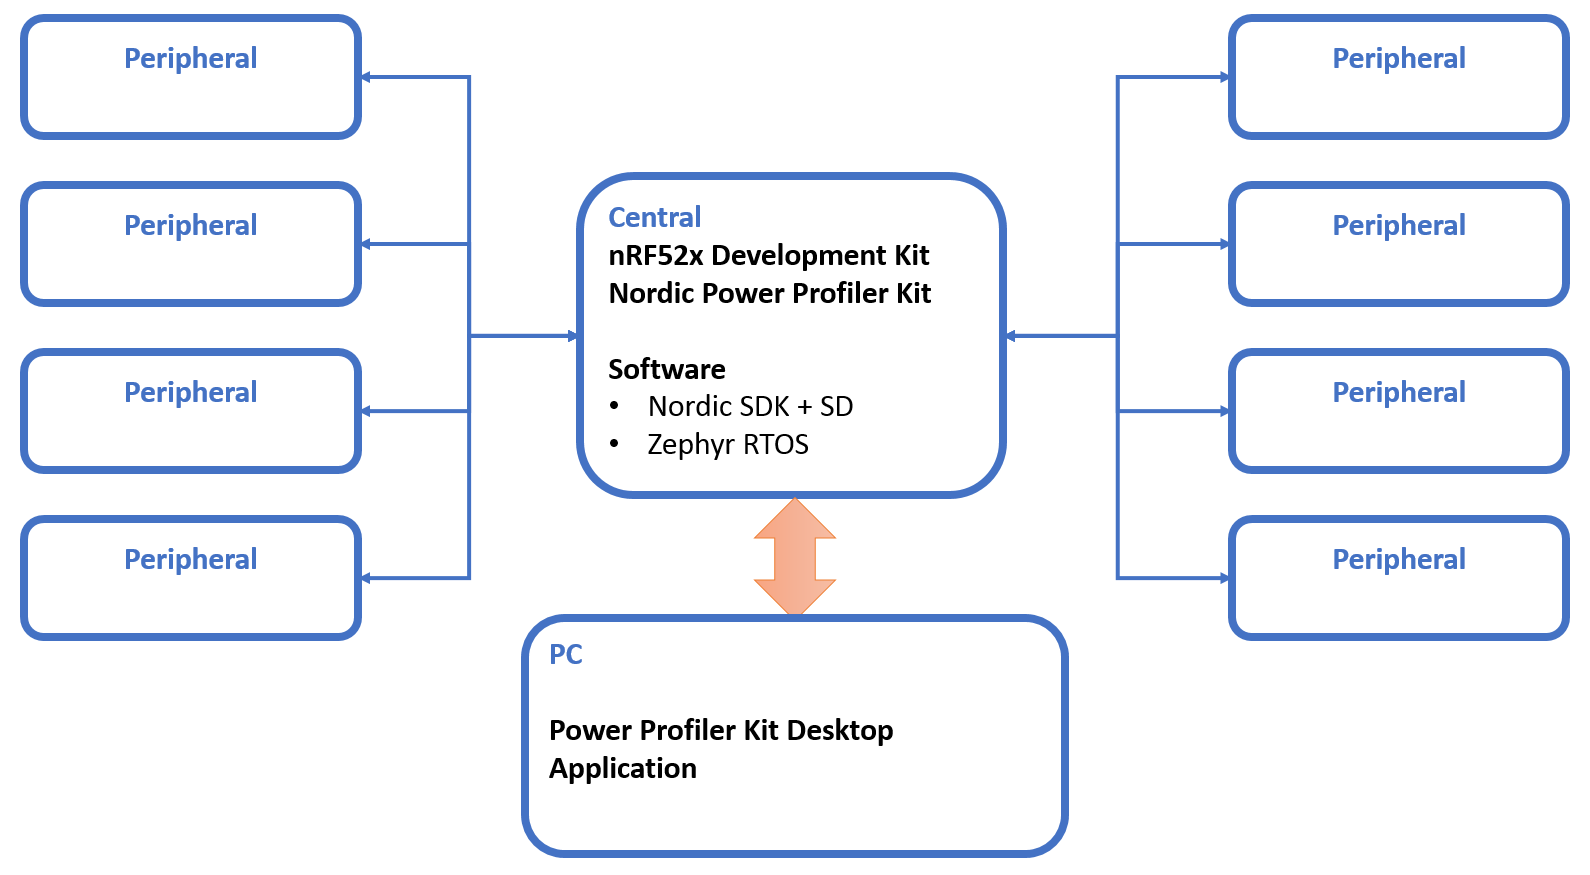 Peripheral
Peripheral
Peripheral
Peripheral
Central
nRF52x Development Kit
Nordic Power Profiler Kit
Software
• Nordic SDK + SD
• Zephyr RTOS
PC
Power Profiler Kit Desktop
Application
Peripheral
Peripheral
Peripheral
Peripheral